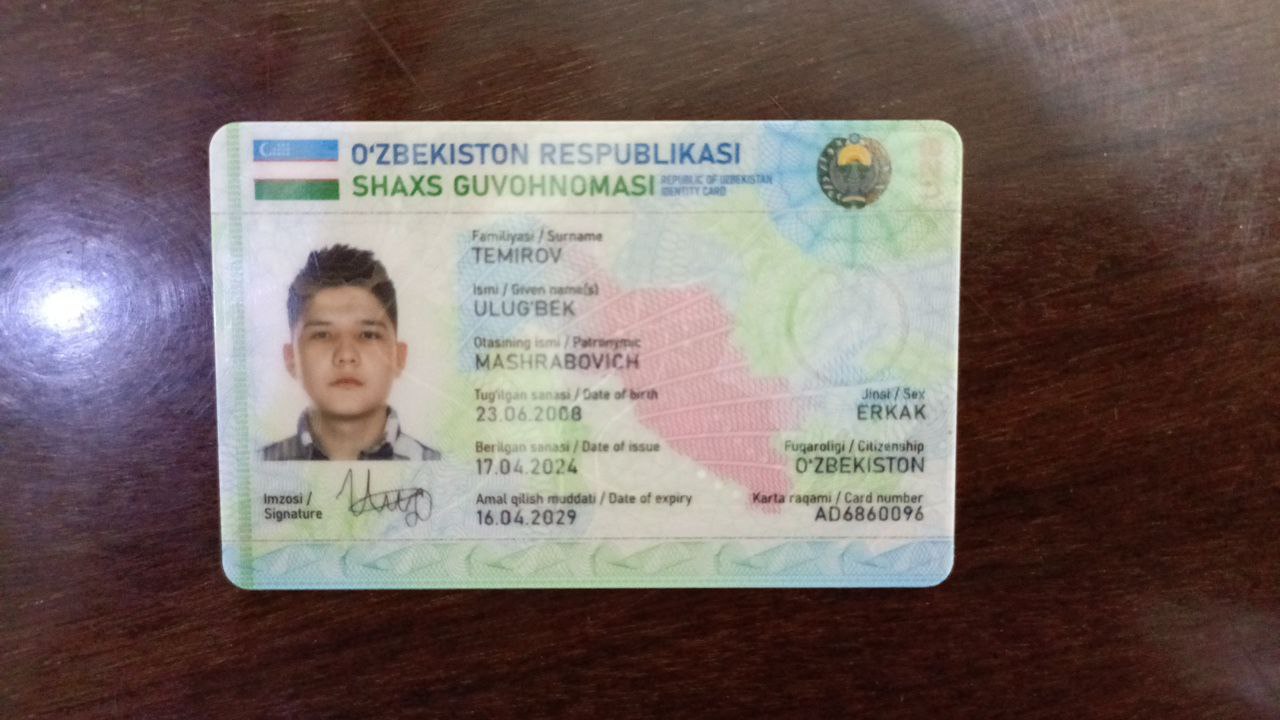 O‘ZBEKISTON RESPUBLIKASI
SHAXS GUVOHNOMASI
REPUBLIC OF UZBEKISTAN
IDENTITY CARD
Familiyasi / Surname
TEMIROV
Ismi / Given name(s)
ULUG‘BEK
Otasining ismi / Patronymic
MASHRABOVICH
Tug‘ilgan sanasi / Date of birth
23.06.2008
Jinsi / Sex
ERKAK
Berilgan sanasi / Date of issue
17.04.2024
Fuqaroligi / Citizenship
O‘ZBEKISTON
Amal qilish muddati / Date of expiry
16.04.2029
Karta raqami / Card number
AD6860096
Imzosi /
Signature